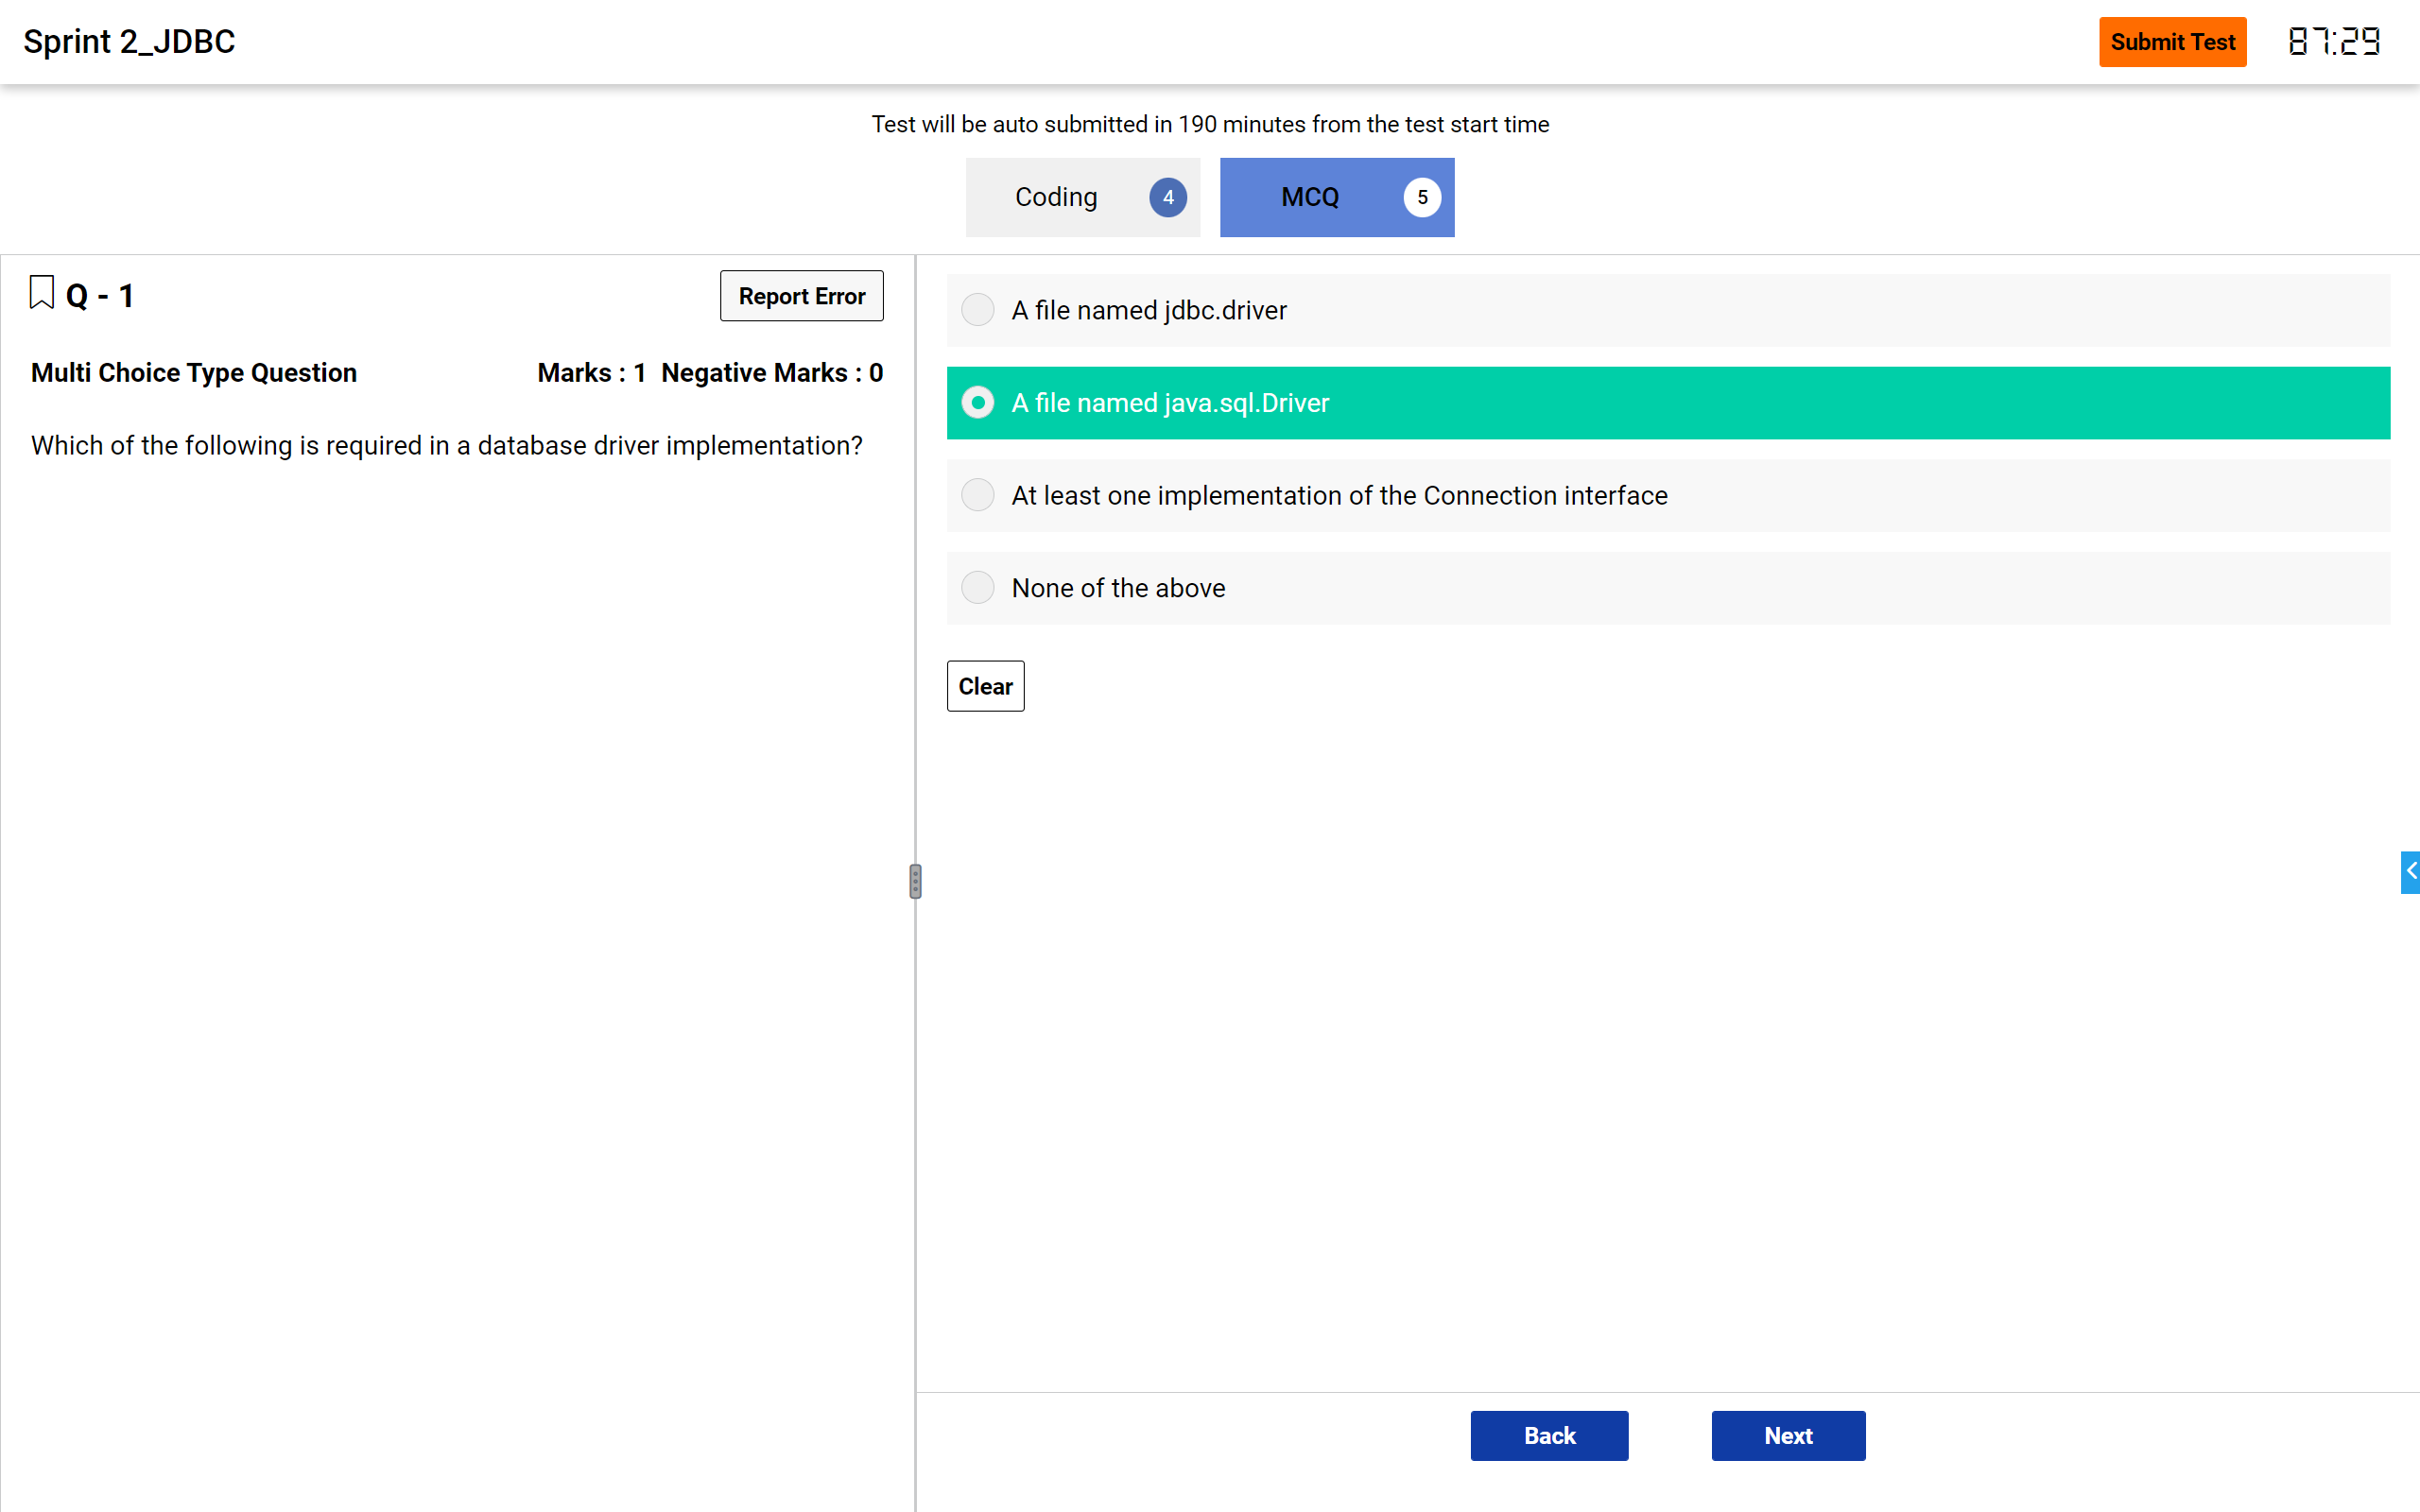 Sprint 2_JDBC
Submit Test
87:29
Test will be auto submitted in 190 minutes from the test start time
Coding 4
MCQ 5
Q - 1
Report Error
Multi Choice Type Question
Marks : 1 Negative Marks : 0
Which of the following is required in a database driver implementation?
A file named jdbc.driver
A file named java.sql.Driver
At least one implementation of the Connection interface
None of the above
Clear
Back
Next